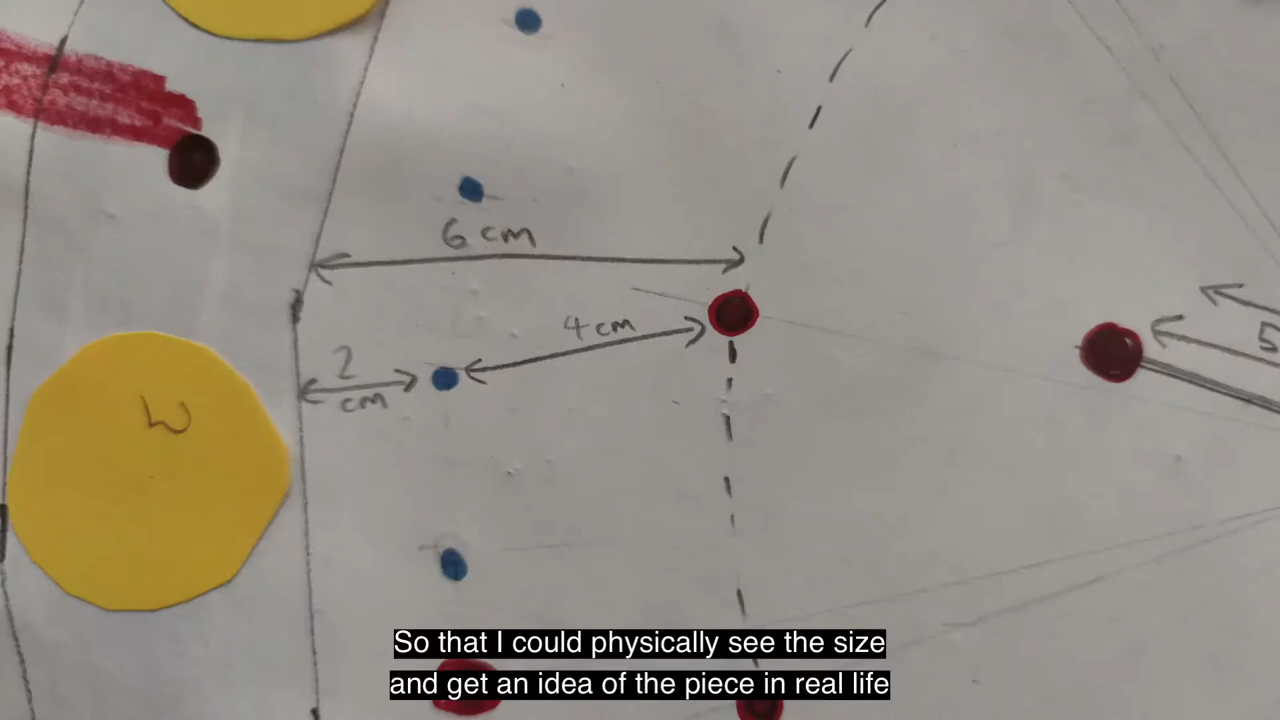 6 cm
4 cm
2
cm
5
W
So that I could physically see the size
and get an idea of the piece in real life